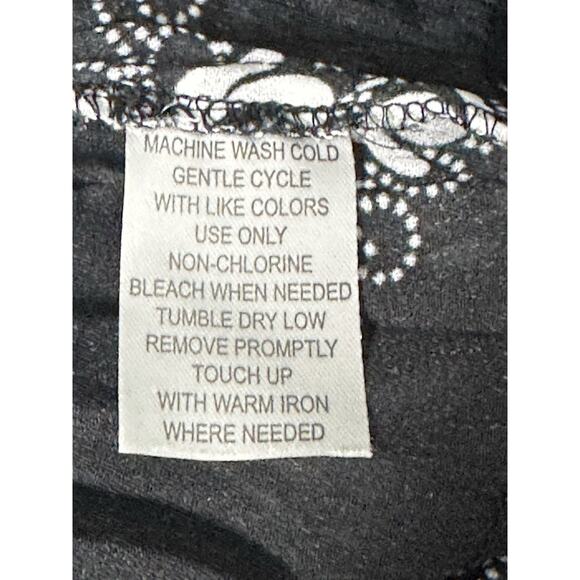 MACHINE WASH COLD
GENTLE CYCLE
WITH LIKE COLORS
USE ONLY
NON-CHLORINE
BLEACH WHEN NEEDED
TUMBLE DRY LOW
REMOVE PROMPTLY
TOUCH UP
WITH WARM IRON
WHERE NEEDED